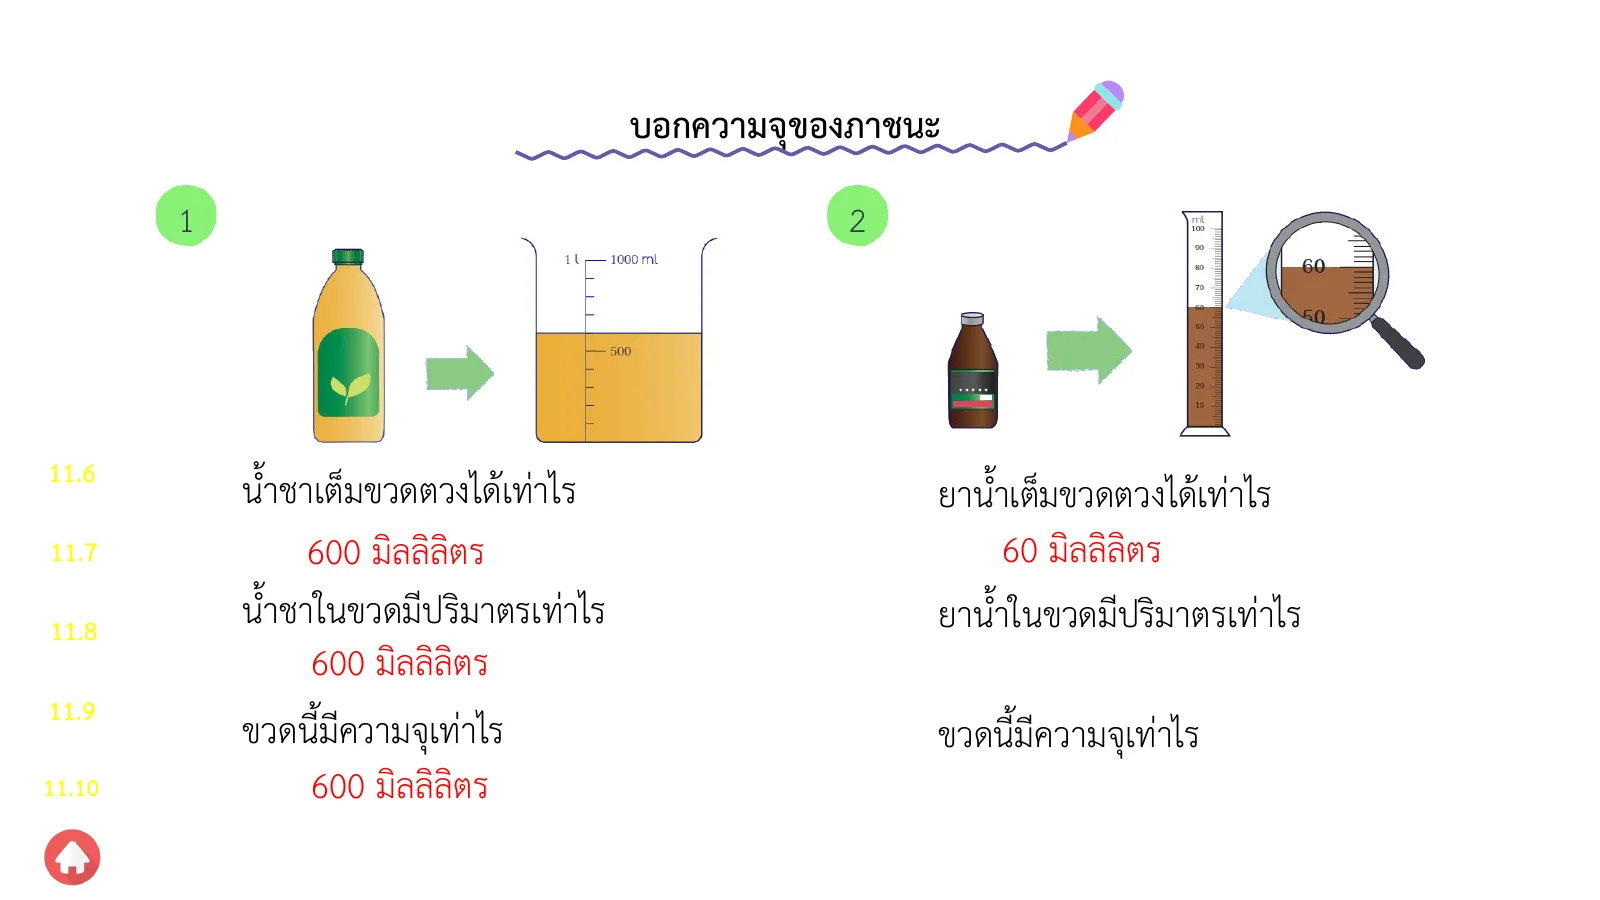 บอกความจุของภาชนะ
1
1 l 1000 ml
500
น้ำชาเต็มขวดตวงได้เท่าไร
600 มิลลิลิตร
น้ำชาในขวดมีปริมาตรเท่าไร
600 มิลลิลิตร
ขวดนี้มีความจุเท่าไร
600 มิลลิลิตร
2
ml
100
90
80
70
60
50
40
30
20
10
60
50
ยาน้ำเต็มขวดตวงได้เท่าไร
60 มิลลิลิตร
ยาน้ำในขวดมีปริมาตรเท่าไร
ขวดนี้มีความจุเท่าไร
11.6
11.7
11.8
11.9
11.10